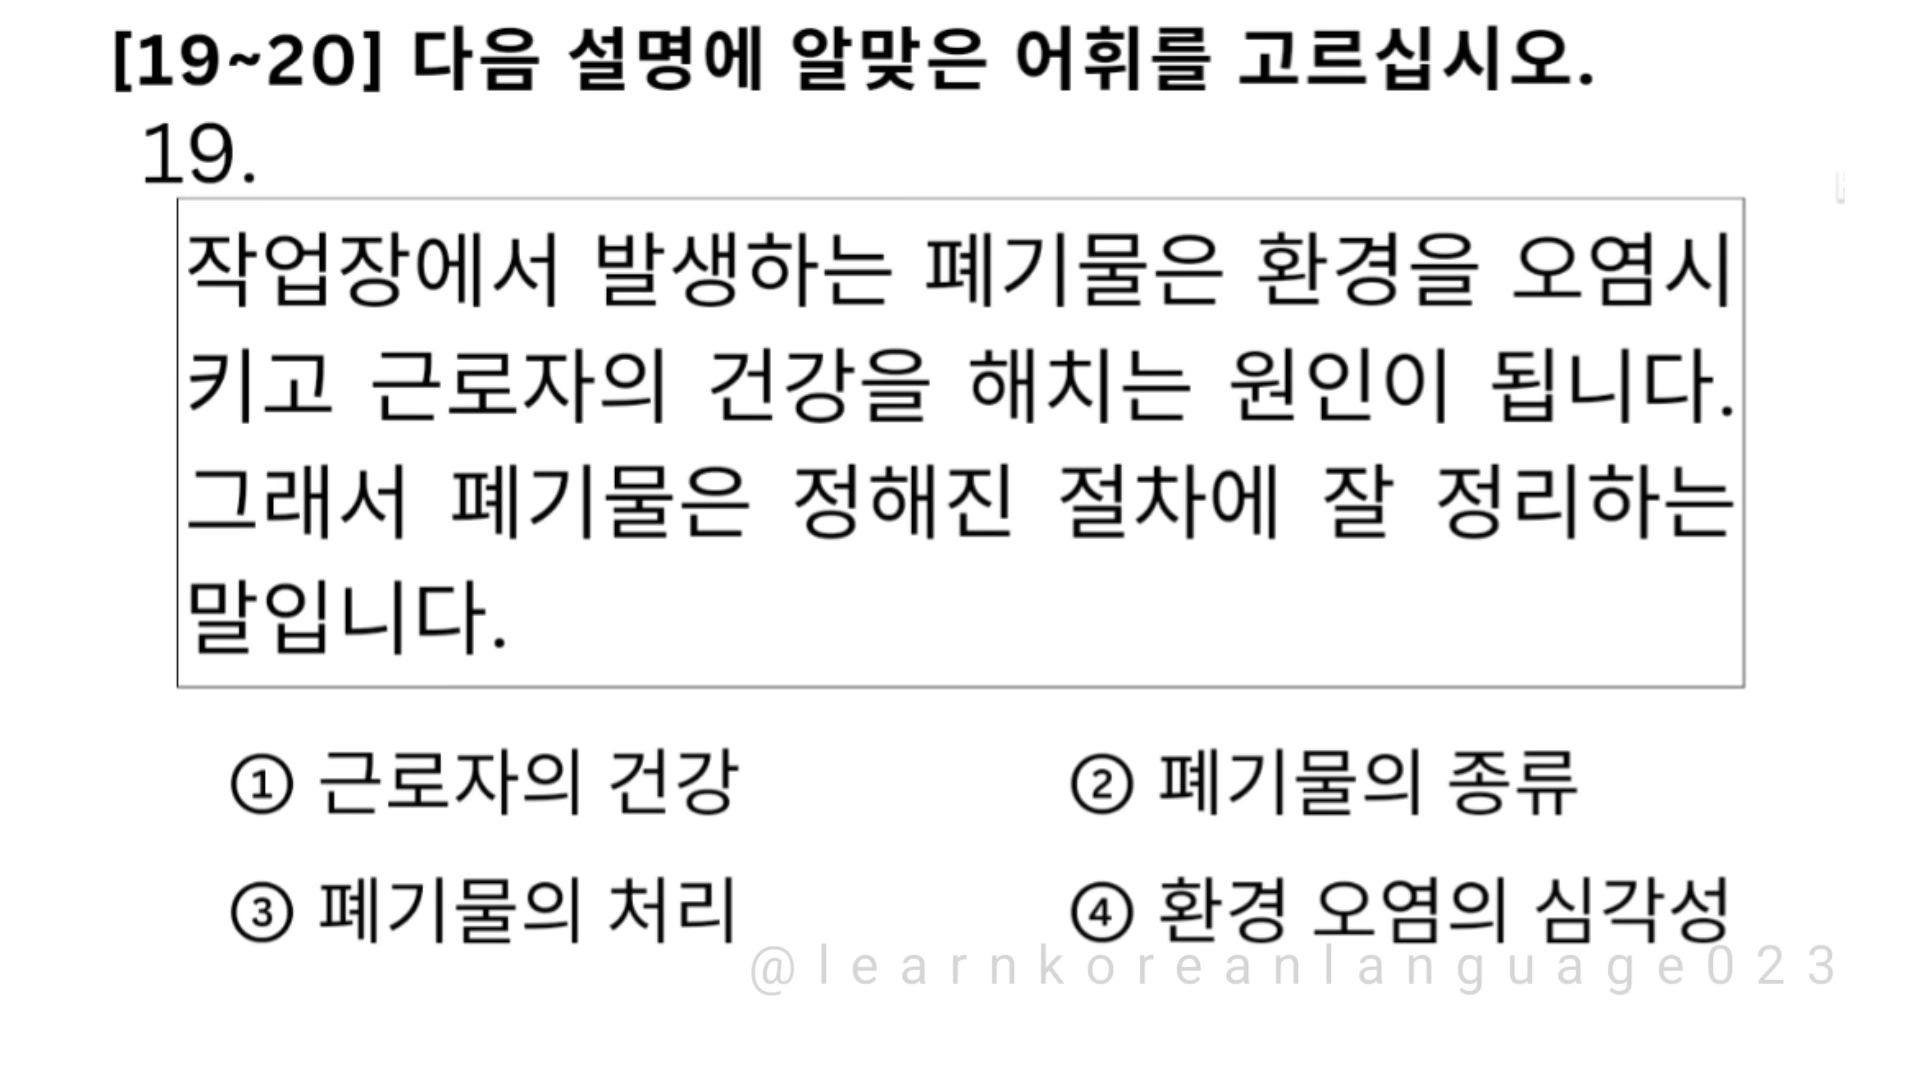 [19~20] 다음 설명에 알맞은 어휘를 고르십시오.
19.
작업장에서 발생하는 폐기물은 환경을 오염시
키고 근로자의 건강을 해치는 원인이 됩니다.
그래서 폐기물은 정해진 절차에 잘 정리하는
말입니다.
① 근로자의 건강 ② 폐기물의 종류
③ 폐기물의 처리 ④ 환경 오염의 심각성
@learnkoreanlanguage023